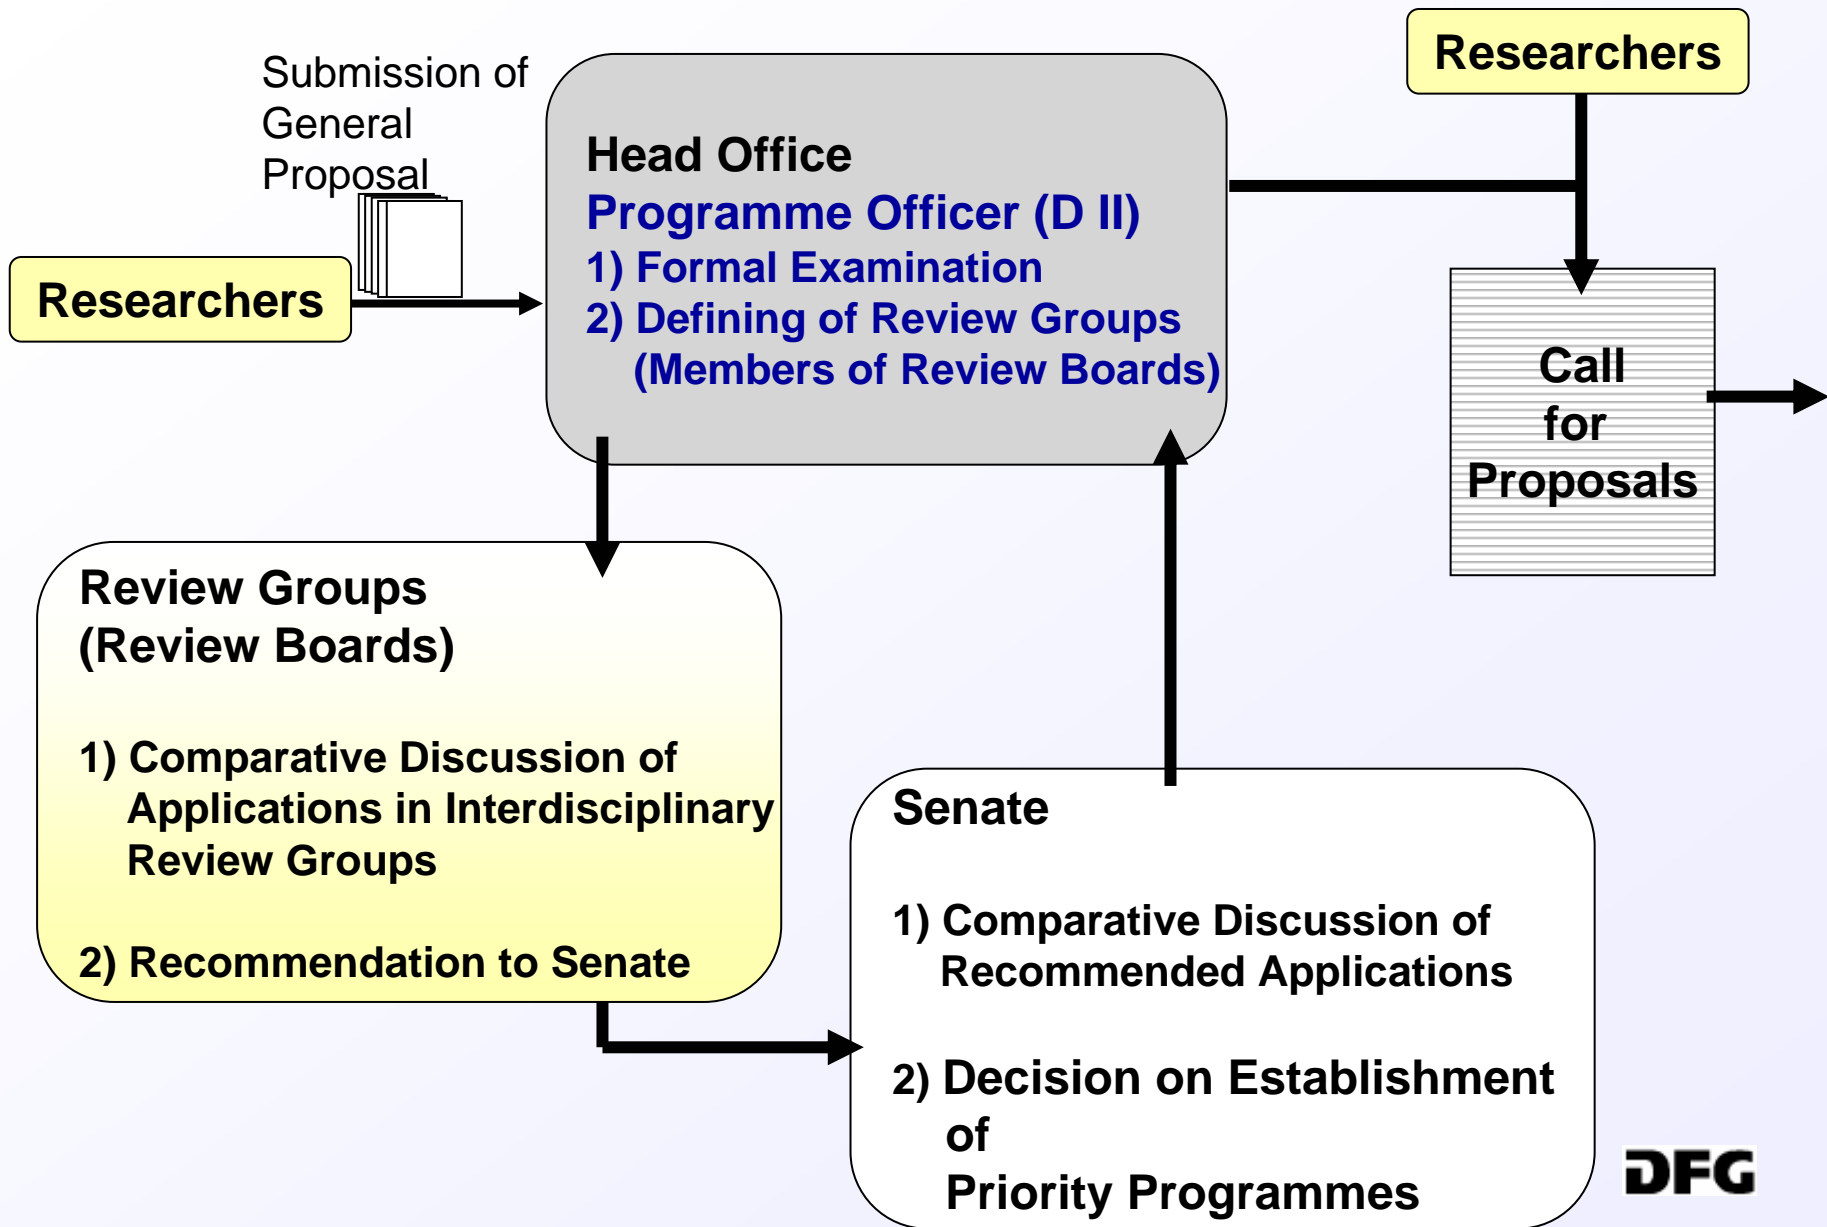 Submission of
General
Proposal
Researchers
Head Office
Programme Officer (D II)
1) Formal Examination
2) Defining of Review Groups
(Members of Review Boards)
Researchers
Call
for
Proposals
Review Groups
(Review Boards)
1) Comparative Discussion of
Applications in Interdisciplinary
Review Groups
2) Recommendation to Senate
Senate
1) Comparative Discussion of
Recommended Applications
2) Decision on Establishment
of
Priority Programmes
DFG